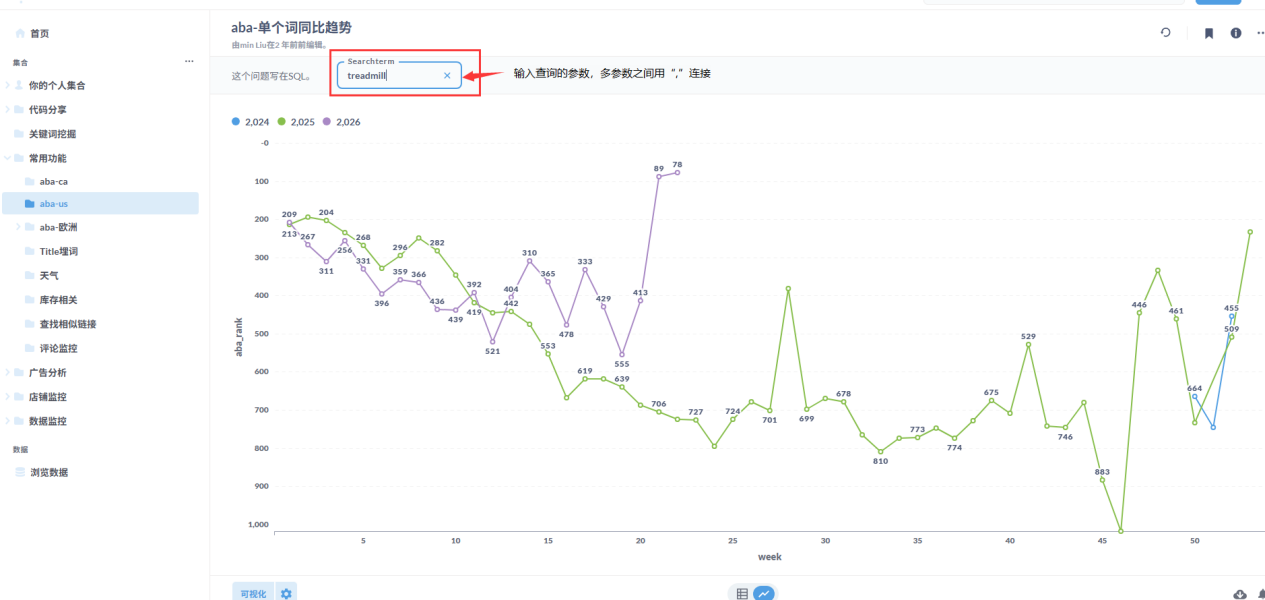 首页
集合
...
你的个人集合
代码分享
关键词挖掘
常用功能
aba-ca
aba-us
aba-欧洲
Title埋词
天气
库存相关
查找相似链接
评论监控
广告分析
店铺监控
数据监控
数据
浏览数据
aba-单个词同比趋势
由min Liu在2 年前前编辑。
这个问题写在SQL。
Searchterm
treadmill
输入查询的参数，多参数之间用 “,” 连接
2,024 2,025 2,026
aba_rank
-0
100
200
300
400
500
600
700
800
900
1,000
209
213
267
204
311
256
268
331
396
296
359
366
282
436
439
392
419
521
404
442
310
365
553
478
333
619
429
555
639
413
89
78
706
727
724
701
699
678
810
773
774
675
529
746
883
446
461
664
455
509
5 10 15 20 25 30 35 40 45 50
week
可视化